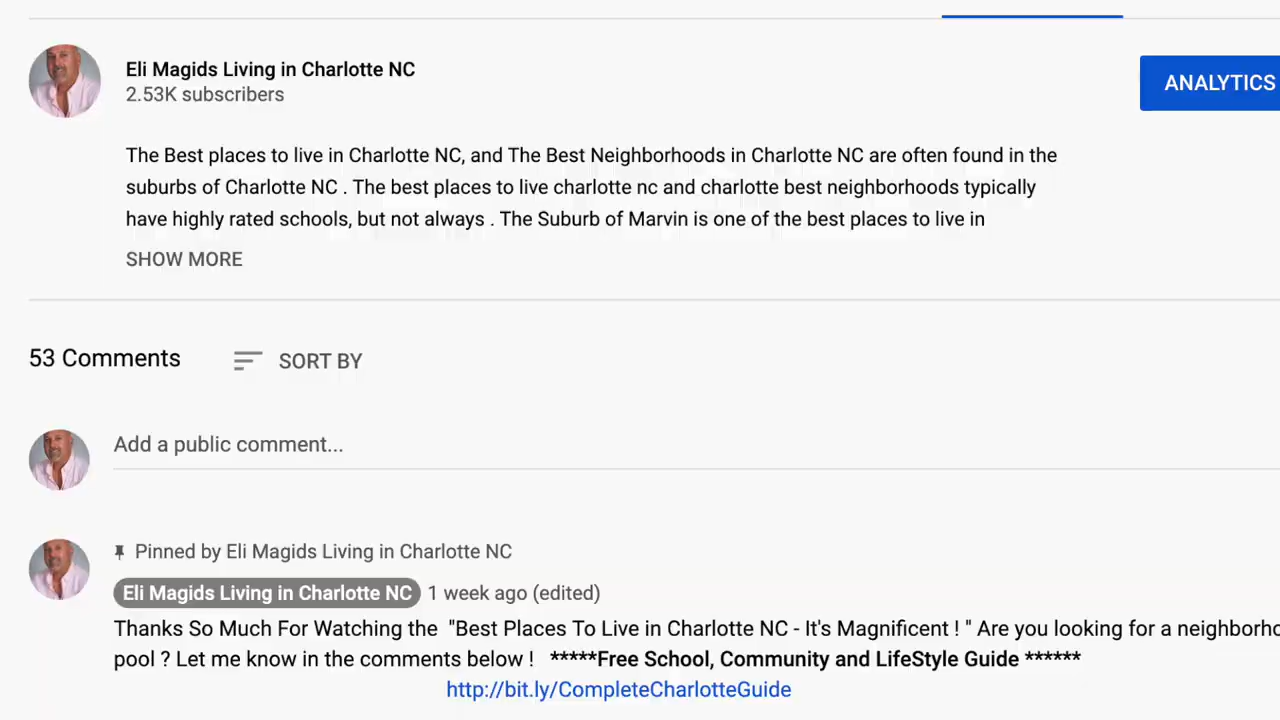 Eli Magids Living in Charlotte NC
2.53K subscribers
ANALYTICS
The Best places to live in Charlotte NC, and The Best Neighborhoods in Charlotte NC are often found in the
suburbs of Charlotte NC . The best places to live charlotte nc and charlotte best neighborhoods typically
have highly rated schools, but not always . The Suburb of Marvin is one of the best places to live in
SHOW MORE
53 Comments
SORT BY
Add a public comment...
Pinned by Eli Magids Living in Charlotte NC
Eli Magids Living in Charlotte NC 1 week ago (edited)
Thanks So Much For Watching the "Best Places To Live in Charlotte NC - It's Magnificent ! " Are you looking for a neighborho
pool ? Let me know in the comments below ! *****Free School, Community and LifeStyle Guide ******
http://bit.ly/CompleteCharlotteGuide